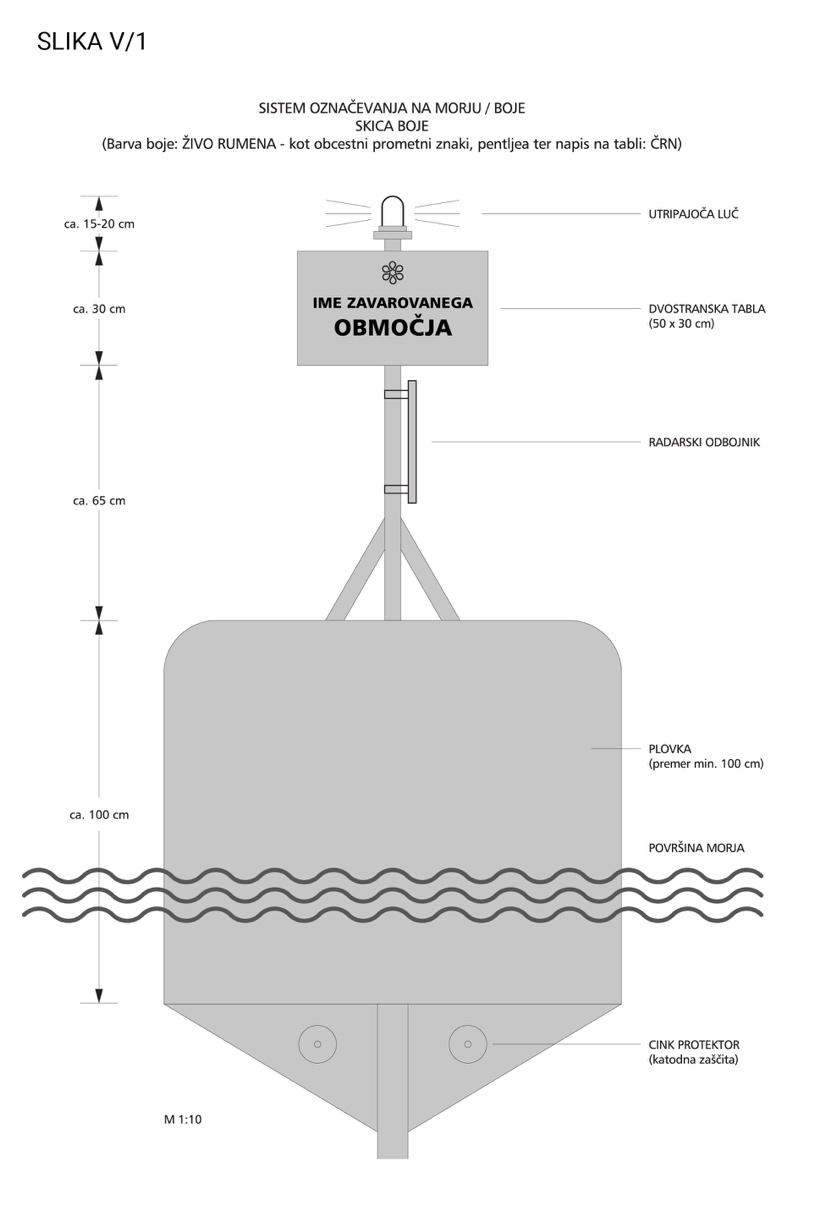 SLIKA V/1
SISTEM OZNAČEVANJA NA MORJU / BOJE
SKICA BOJE
(Barva boje: ŽIVO RUMENA - kot obcestni prometni znaki, pentljea ter napis na tabli: ČRN)
ca. 15-20 cm
UTRIPAJOČA LUČ
ca. 30 cm
IME ZAVAROVANEGA
OBMOČJA
DVOSTRANSKA TABLA
(50 x 30 cm)
RADARSKI ODBOJNIK
ca. 65 cm
PLOVKA
(premer min. 100 cm)
ca. 100 cm
POVRŠINA MORJA
CINK PROTEKTOR
(katodna zaščita)
M 1:10